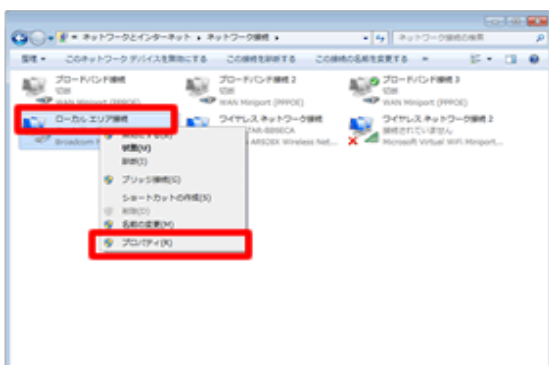 ネットワークとインターネット ▸ ネットワーク接続 ▸
ネットワーク接続の検索
整理 ▾ このネットワーク デバイスを無効にする この接続を診断する この接続の名前を変更する »
ブロードバンド接続
切断
WAN Miniport (PPPOE)
ブロードバンド接続 2
切断
WAN Miniport (PPPOE)
ブロードバンド接続 3
WAN Miniport (PPPOE)
ローカル エリア接続
Broadcom
ワイヤレス ネットワーク接続
AR928X Wireless Net...
ワイヤレス ネットワーク接続 2
接続されていません
Microsoft Virtual WiFi Miniport...
無効にする(B)
状態(U)
診断(I)
ブリッジ接続(G)
ショートカットの作成(S)
削除(D)
名前の変更(M)
プロパティ(R)